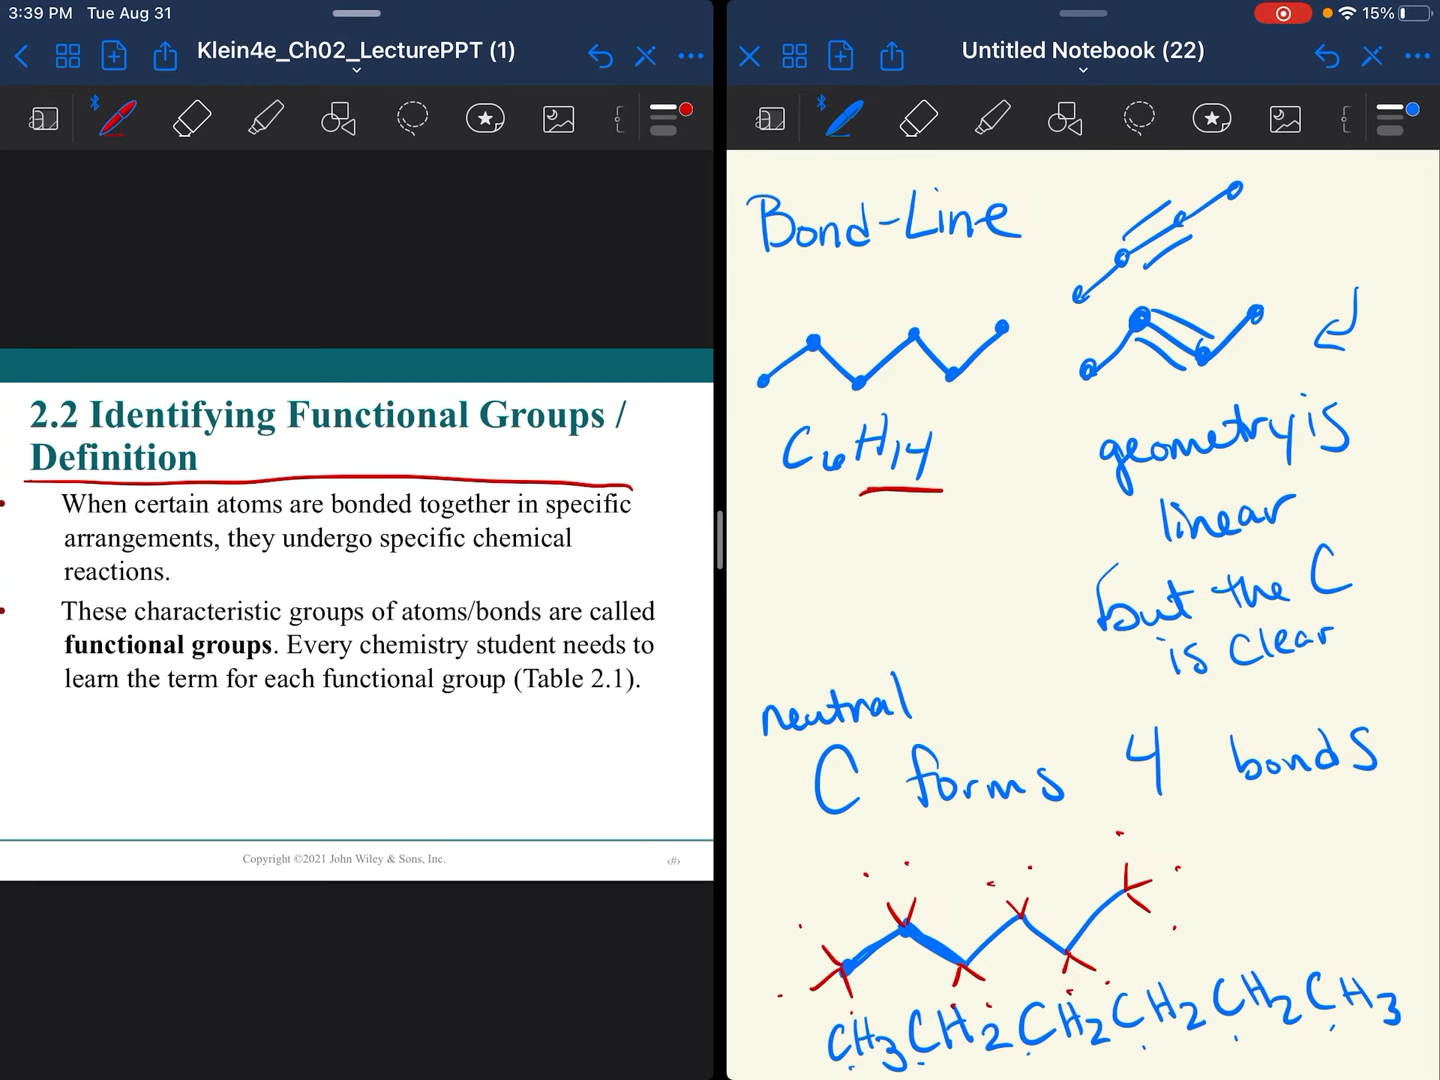 3:39 PM Tue Aug 31
15%
Klein4e_Ch02_LecturePPT (1)
Untitled Notebook (22)
2.2 Identifying Functional Groups /
Definition
When certain atoms are bonded together in specific
arrangements, they undergo specific chemical
reactions.
These characteristic groups of atoms/bonds are called
functional groups. Every chemistry student needs to
learn the term for each functional group (Table 2.1).
Copyright ©2021 John Wiley & Sons, Inc.
‹#›
Bond-Line
C6H14
geometry is
linear
but the C
is clear
neutral
C forms 4 bonds
CH3CH2CH2CH2CH2CH3